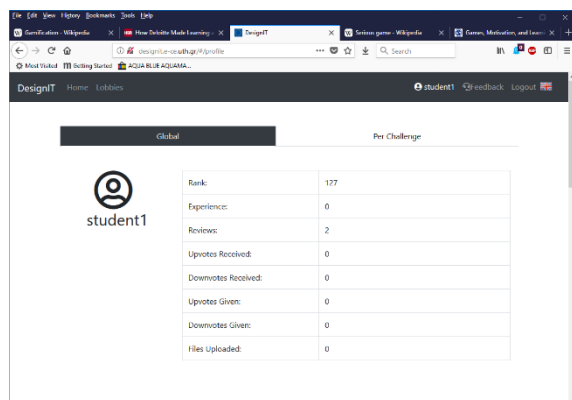 File Edit View History Bookmarks Tools Help
Gamification - Wikipedia
How Deloitte Made Learning
DesignIT
Serious game - Wikipedia
Games, Motivation, and Learn
designit.e-ce.uth.gr/#/profile
Search
Most Visited Getting Started AQUA BLUE AQUAMA...
DesignIT Home Lobbies student1 Feedback Logout
Global Per Challenge
student1
Rank: 127
Experience: 0
Reviews: 2
Upvotes Received: 0
Downvotes Received: 0
Upvotes Given: 0
Downvotes Given: 0
Files Uploaded: 0